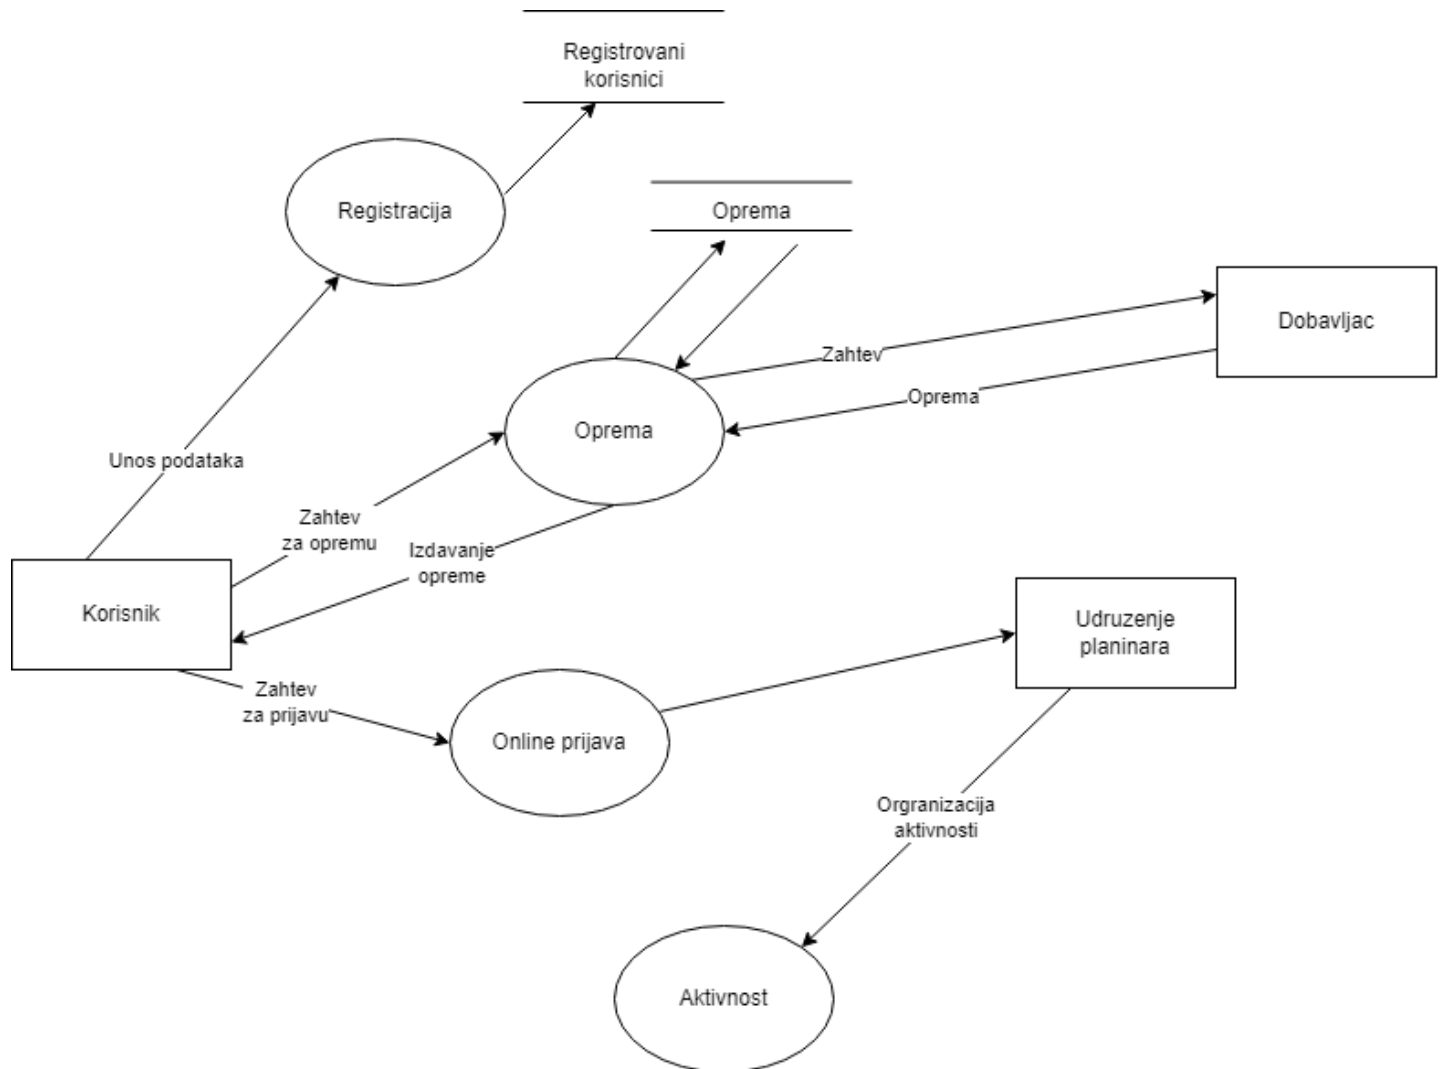 Registrovani
korisnici
Registracija
Oprema
Dobavljac
Zahtev
Oprema
Oprema
Unos podataka
Zahtev
za opremu
Izdavanje
opreme
Korisnik
Udruzenje
planinara
Zahtev
za prijavu
Online prijava
Orgranizacija
aktivnosti
Aktivnost